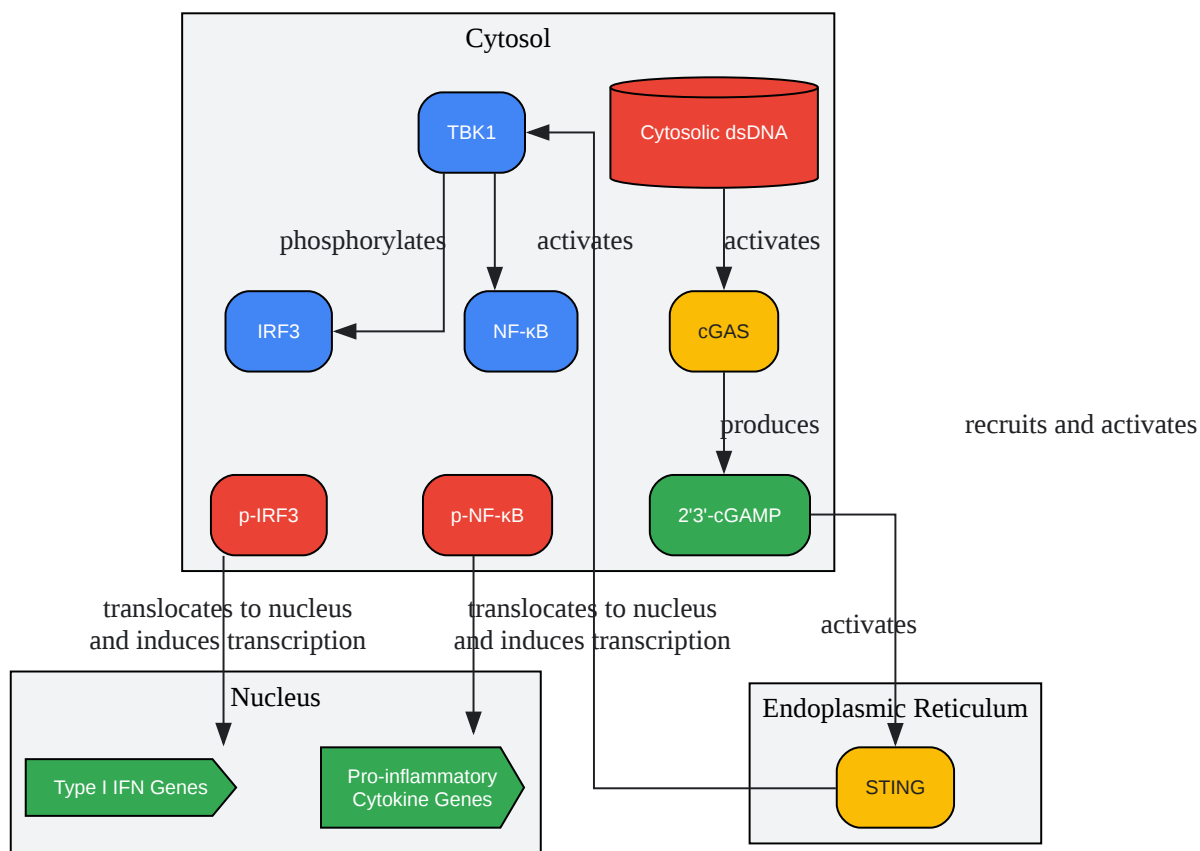 Cytosol
TBK1
Cytosolic dsDNA
phosphorylates
activates
activates
IRF3
NF-κB
cGAS
produces
recruits and activates
p-IRF3
p-NF-κB
2'3'-cGAMP
translocates to nucleus
and induces transcription
translocates to nucleus
and induces transcription
activates
Nucleus
Endoplasmic Reticulum
Type I IFN Genes
Pro-inflammatory
Cytokine Genes
STING